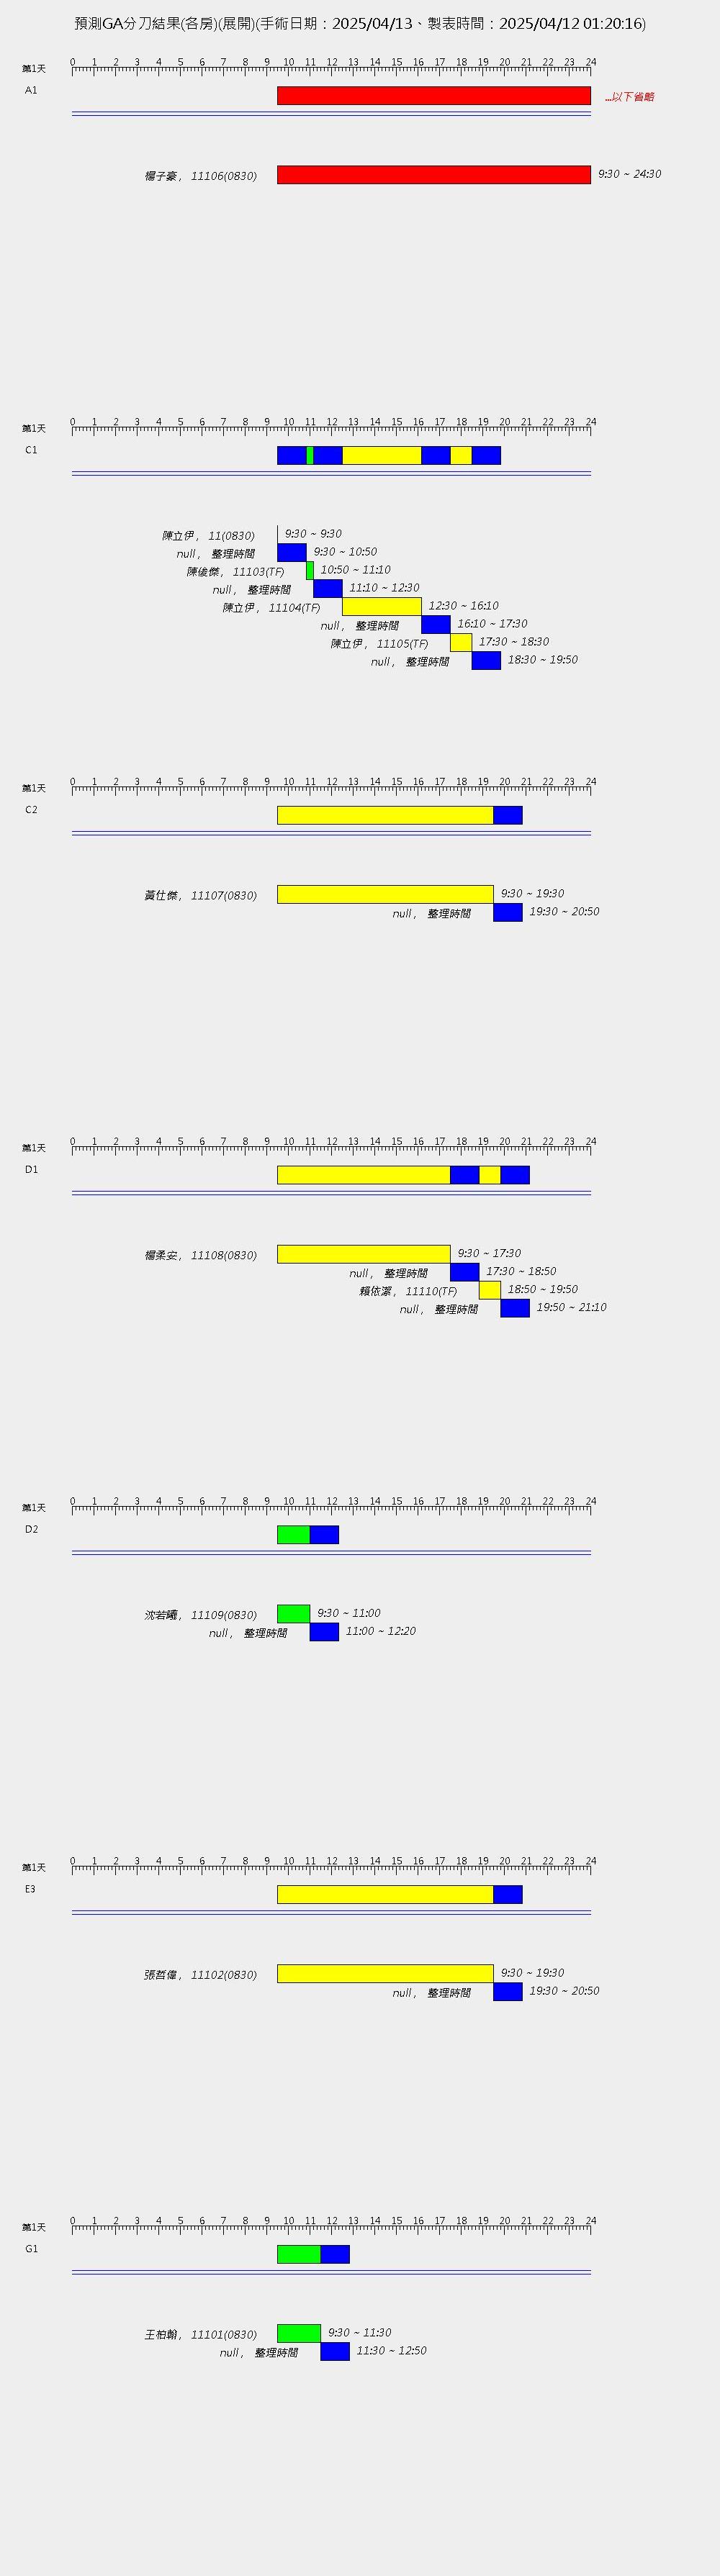 預測GA分刀結果(各房)(展開)(手術日期：2025/04/13、製表時間：2025/04/12 01:20:16)
0 1 2 3 4 5 6 7 8 9 10 11 12 13 14 15 16 17 18 19 20 21 22 23 24
第1天
A1
...以下省略
楊子豪， 11106(0830) 9:30 ~ 24:30
0 1 2 3 4 5 6 7 8 9 10 11 12 13 14 15 16 17 18 19 20 21 22 23 24
第1天
C1
陳立伊， 11(0830) 9:30 ~ 9:30
null， 整理時間 9:30 ~ 10:50
陳俊傑， 11103(TF) 10:50 ~ 11:10
null， 整理時間 11:10 ~ 12:30
陳立伊， 11104(TF) 12:30 ~ 16:10
null， 整理時間 16:10 ~ 17:30
陳立伊， 11105(TF) 17:30 ~ 18:30
null， 整理時間 18:30 ~ 19:50
0 1 2 3 4 5 6 7 8 9 10 11 12 13 14 15 16 17 18 19 20 21 22 23 24
第1天
C2
黃仕傑， 11107(0830) 9:30 ~ 19:30
null， 整理時間 19:30 ~ 20:50
0 1 2 3 4 5 6 7 8 9 10 11 12 13 14 15 16 17 18 19 20 21 22 23 24
第1天
D1
楊柔安， 11108(0830) 9:30 ~ 17:30
null， 整理時間 17:30 ~ 18:50
賴依潔， 11110(TF) 18:50 ~ 19:50
null， 整理時間 19:50 ~ 21:10
0 1 2 3 4 5 6 7 8 9 10 11 12 13 14 15 16 17 18 19 20 21 22 23 24
第1天
D2
沈若曦， 11109(0830) 9:30 ~ 11:00
null， 整理時間 11:00 ~ 12:20
0 1 2 3 4 5 6 7 8 9 10 11 12 13 14 15 16 17 18 19 20 21 22 23 24
第1天
E3
張哲偉， 11102(0830) 9:30 ~ 19:30
null， 整理時間 19:30 ~ 20:50
0 1 2 3 4 5 6 7 8 9 10 11 12 13 14 15 16 17 18 19 20 21 22 23 24
第1天
G1
王柏翰， 11101(0830) 9:30 ~ 11:30
null， 整理時間 11:30 ~ 12:50